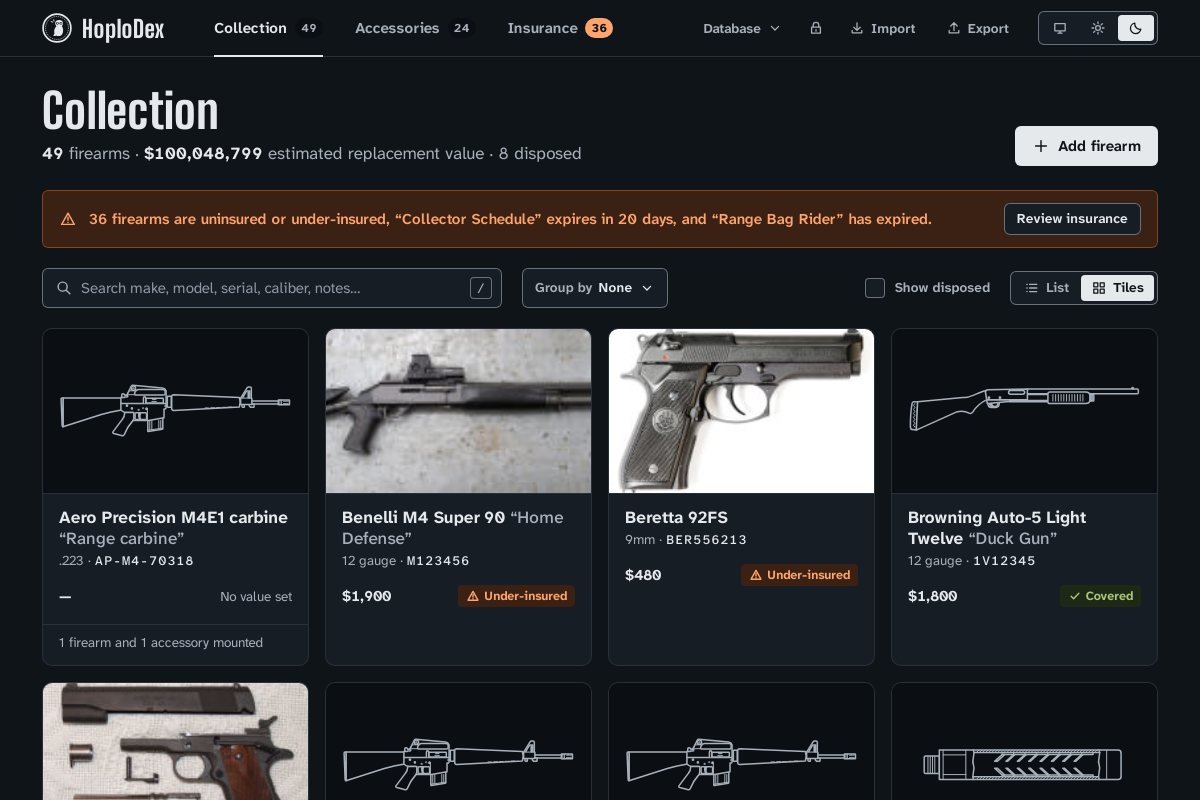 HoploDex
Collection 49
Accessories 24
Insurance 36
Database
Import
Export
Collection
49 firearms · $100,048,799 estimated replacement value · 8 disposed
Add firearm
36 firearms are uninsured or under-insured, “Collector Schedule” expires in 20 days, and “Range Bag Rider” has expired.
Review insurance
Search make, model, serial, caliber, notes…
/
Group by None
Show disposed
List
Tiles
Aero Precision M4E1 carbine
“Range carbine”
.223 · AP-M4-70318
—
No value set
1 firearm and 1 accessory mounted
Benelli M4 Super 90 “Home
Defense”
12 gauge · M123456
$1,900
Under-insured
Beretta 92FS
9mm · BER556213
$480
Under-insured
Browning Auto-5 Light
Twelve “Duck Gun”
12 gauge · 1V12345
$1,800
Covered